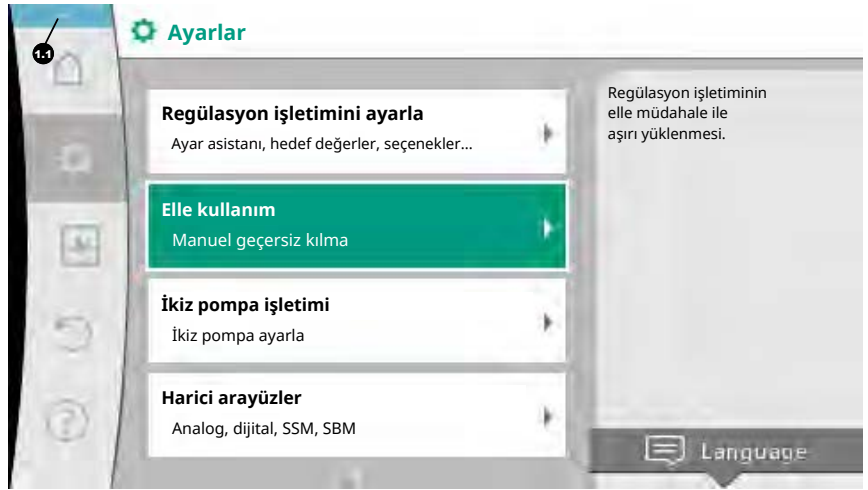 1.1
Ayarlar
Regülasyon işletimini ayarla
Ayar asistanı, hedef değerler, seçenekler...
Elle kullanım
Manuel geçersiz kılma
İkiz pompa işletimi
İkiz pompa ayarla
Harici arayüzler
Analog, dijital, SSM, SBM
Regülasyon işletiminin
elle müdahale ile
aşırı yüklenmesi.
Language